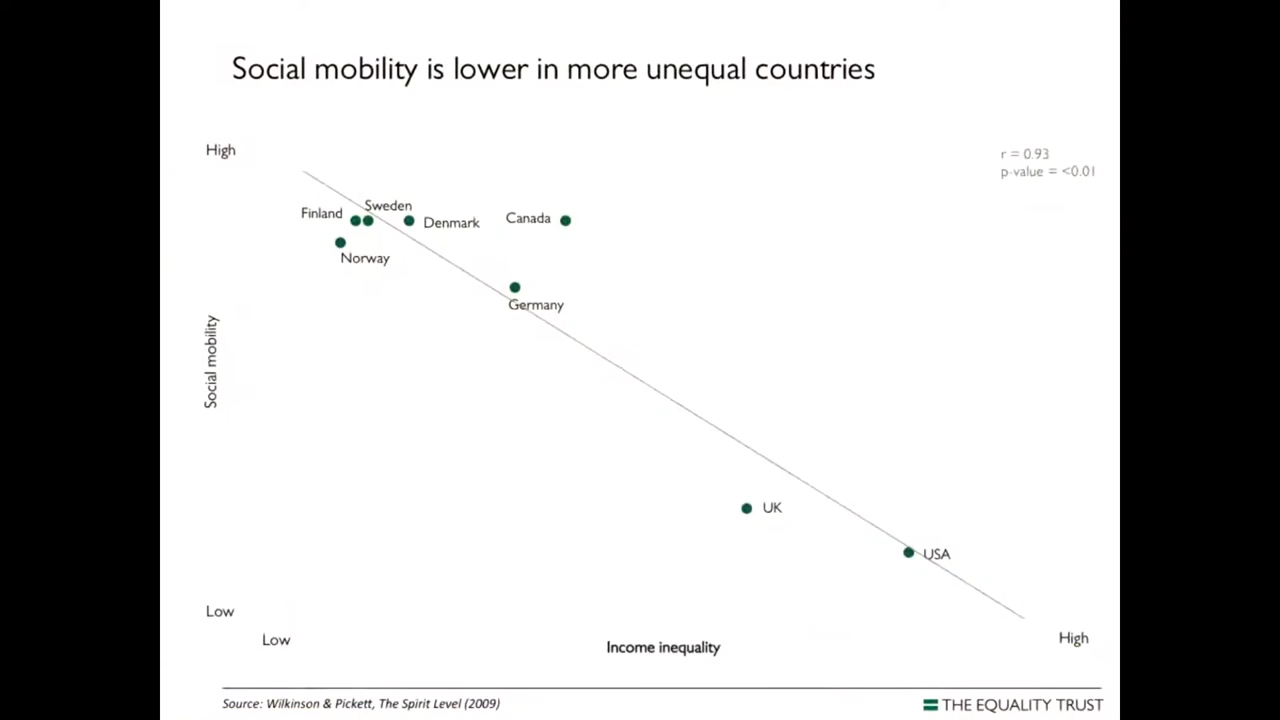 Social mobility is lower in more unequal countries
High
r = 0.93
p-value = <0.01
Sweden
Finland
Denmark
Canada
Norway
Germany
Social mobility
UK
USA
Low
Low
Income inequality
High
Source: Wilkinson & Pickett, The Spirit Level (2009)
THE EQUALITY TRUST